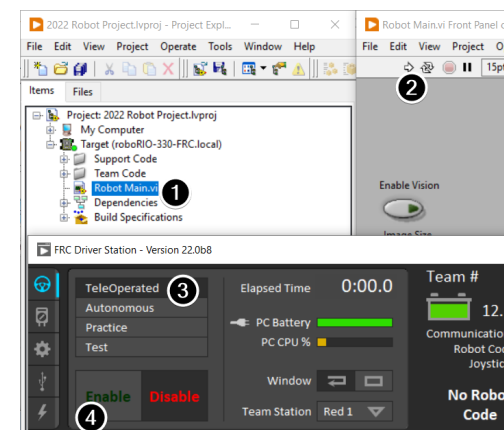 2022 Robot Project.lvproj - Project Expl...
File Edit View Project Operate Tools Window Help
Items Files
Project: 2022 Robot Project.lvproj
My Computer
Target (roboRIO-330-FRC.local)
Support Code
Team Code
Robot Main.vi
1
Dependencies
Build Specifications
Robot Main.vi Front Panel
File Edit View Project O
15pt
2
Enable Vision
Image Size
FRC Driver Station - Version 22.0b8
TeleOperated
3
Autonomous
Practice
Test
Enable Disable
4
Elapsed Time 0:00.0
PC Battery
PC CPU %
Window
Team Station Red 1
Team #
12.
Communicatio
Robot Co
Joystic
No Robo
Code